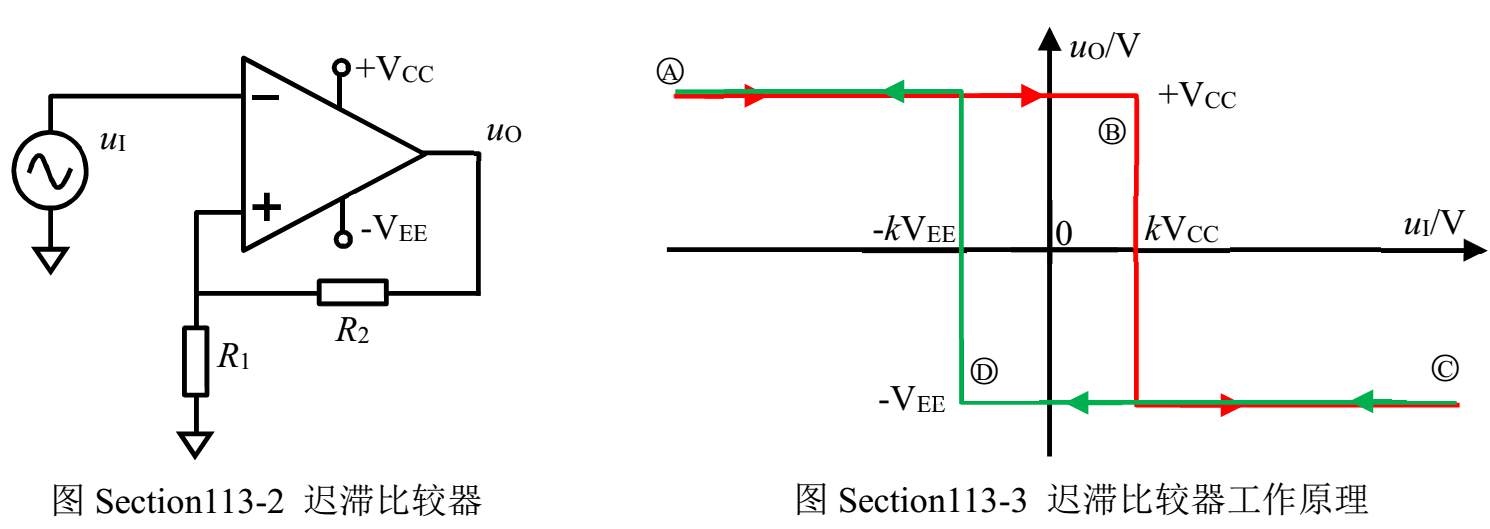 +VCC
uI
−
uO
+
-VEE
R2
R1
图 Section113-2 迟滞比较器
uO/V
Ⓐ
+VCC
Ⓑ
-kVEE
0
kVCC
uI/V
Ⓓ
Ⓒ
-VEE
图 Section113-3 迟滞比较器工作原理